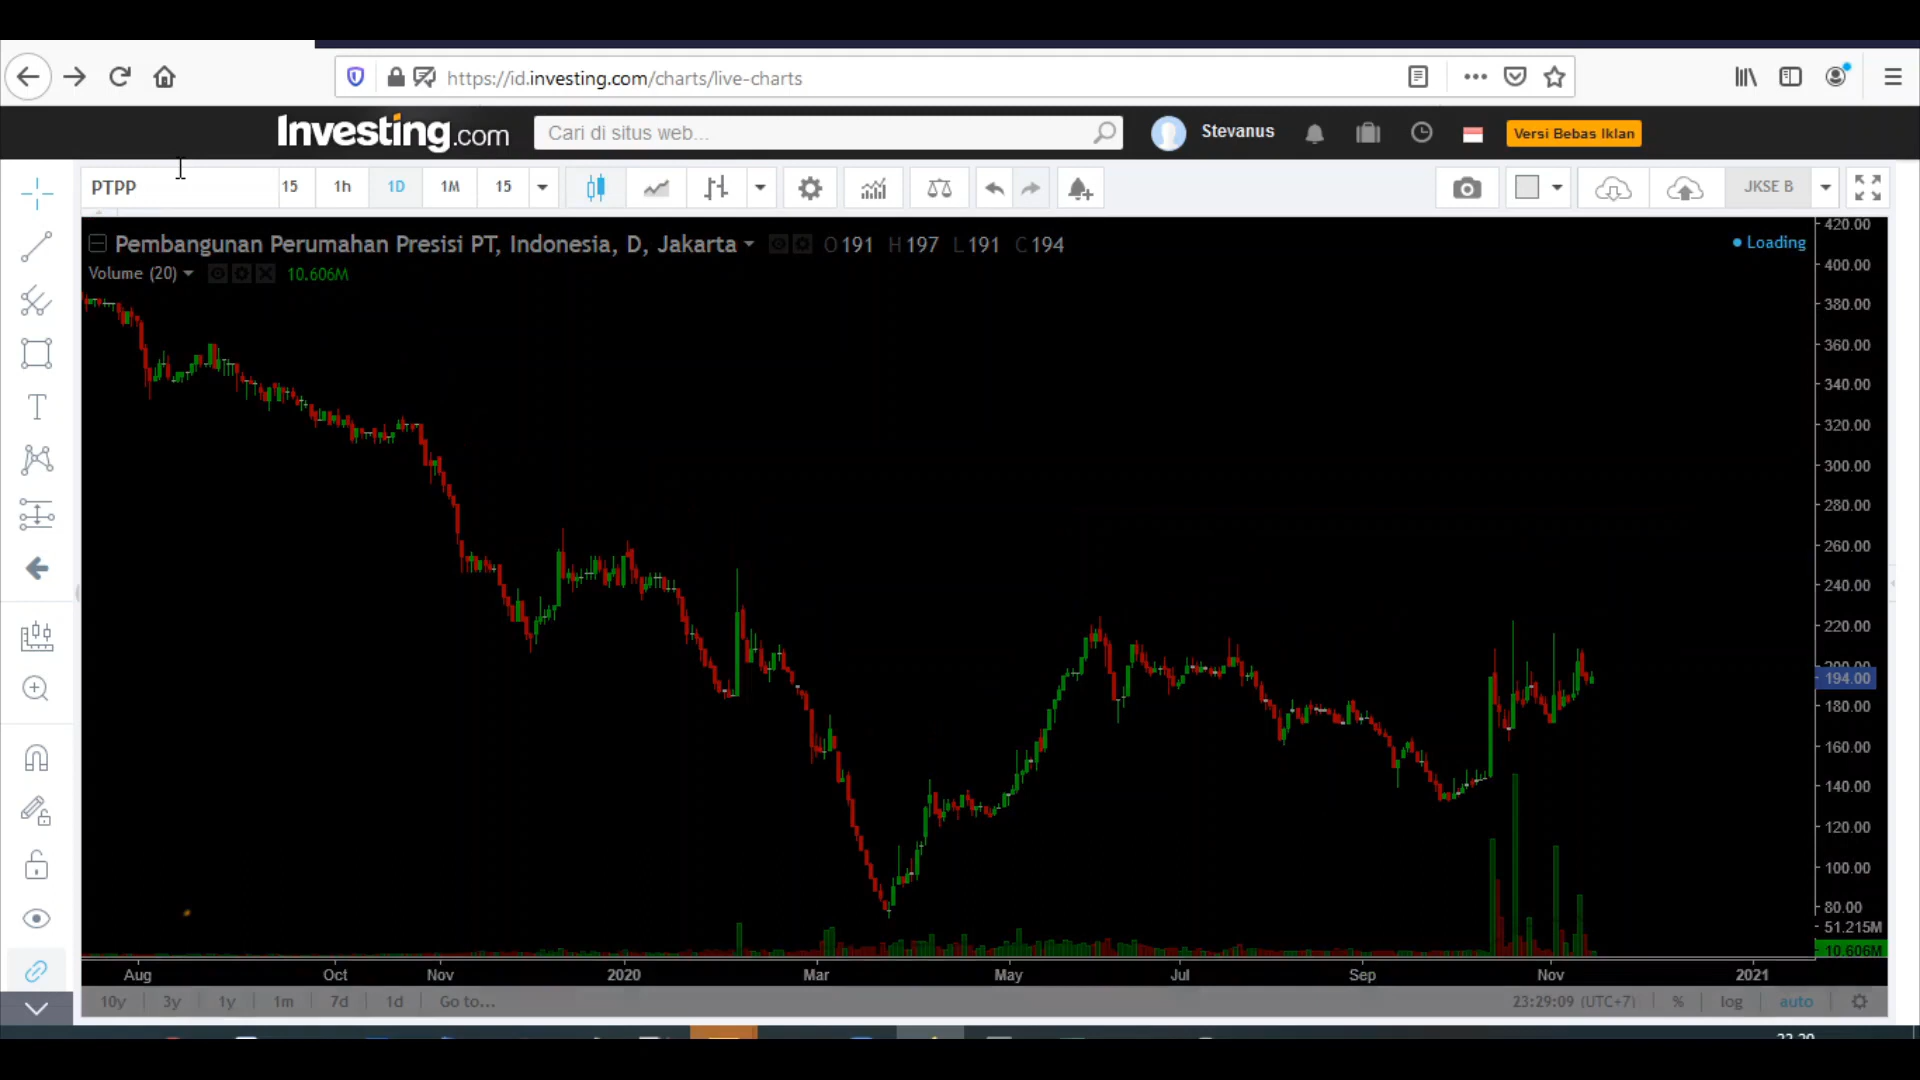 https://id.investing.com/charts/live-charts
Investing.com
Cari di situs web...
Stevanus
Versi Bebas Iklan
PTPP
15
1h
1D
1M
15
JKSE B
Pembangunan Perumahan Presisi PT, Indonesia, D, Jakarta
O 191 H 197 L 191 C 194
Loading
Volume (20)
10.606M
420.00
400.00
380.00
360.00
340.00
320.00
300.00
280.00
260.00
240.00
220.00
200.00
194.00
180.00
160.00
140.00
120.00
100.00
80.00
51.215M
10.606M
Aug Oct Nov 2020 Mar May Jul Sep Nov 2021
10y 3y 1y 1m 7d 1d Go to...
23:29:09 (UTC+7) % log auto